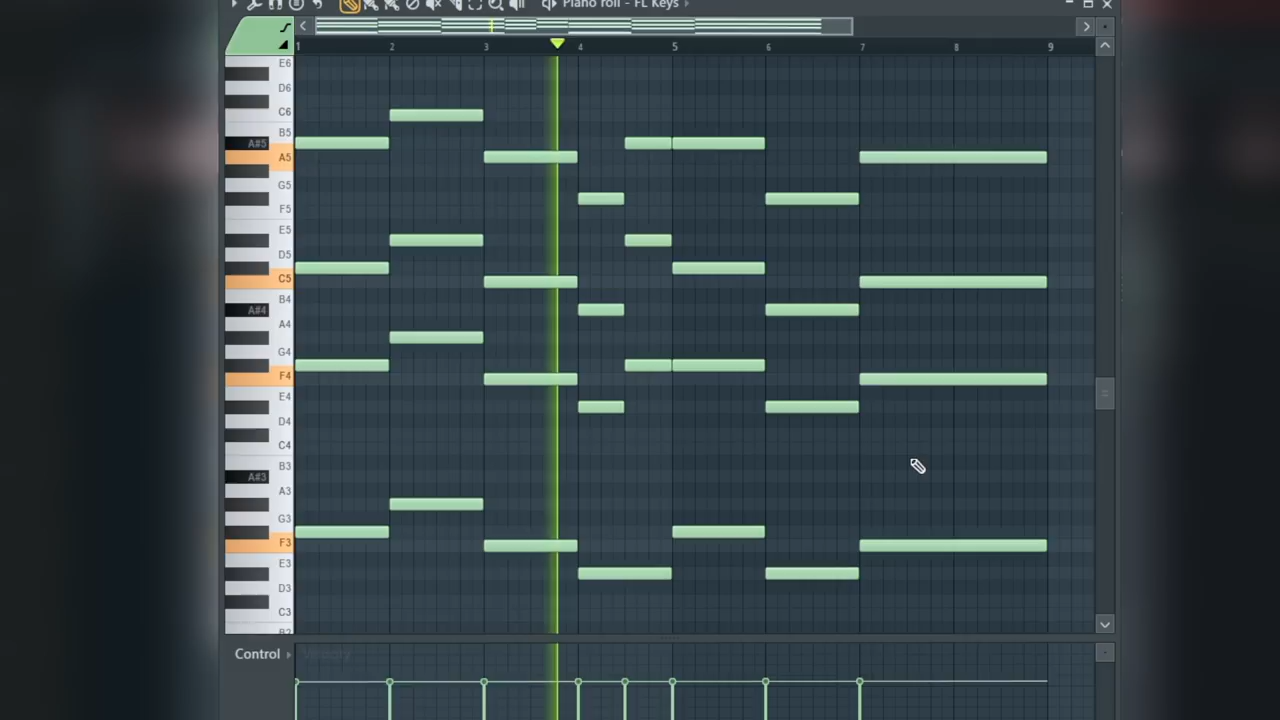 Piano roll - FL Keys
1 2 3 4 5 6 7 8 9
E6
D6
C6
B5
A#5
A5
G5
F5
E5
D5
C5
B4
A#4
A4
G4
F4
E4
D4
C4
B3
A#3
A3
G3
F3
E3
D3
C3
B2
Control
Velocity